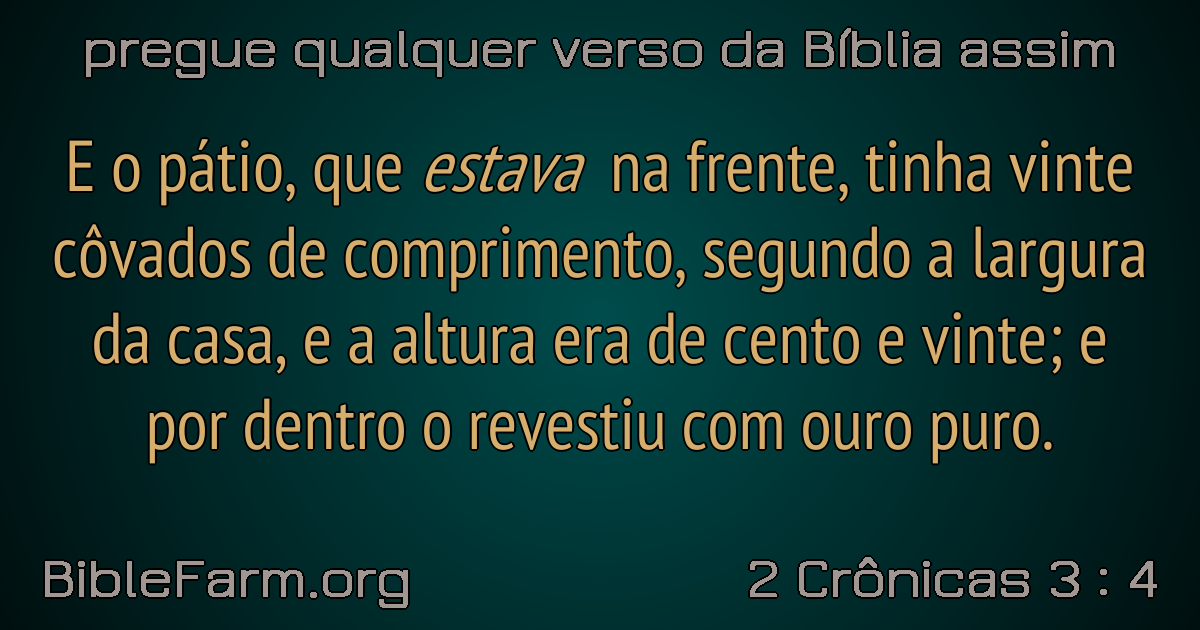 pregue qualquer verso da Bíblia assim
E o pátio, que estava na frente, tinha vinte
côvados de comprimento, segundo a largura
da casa, e a altura era de cento e vinte; e
por dentro o revestiu com ouro puro.
BibleFarm.org
2 Crônicas 3 : 4